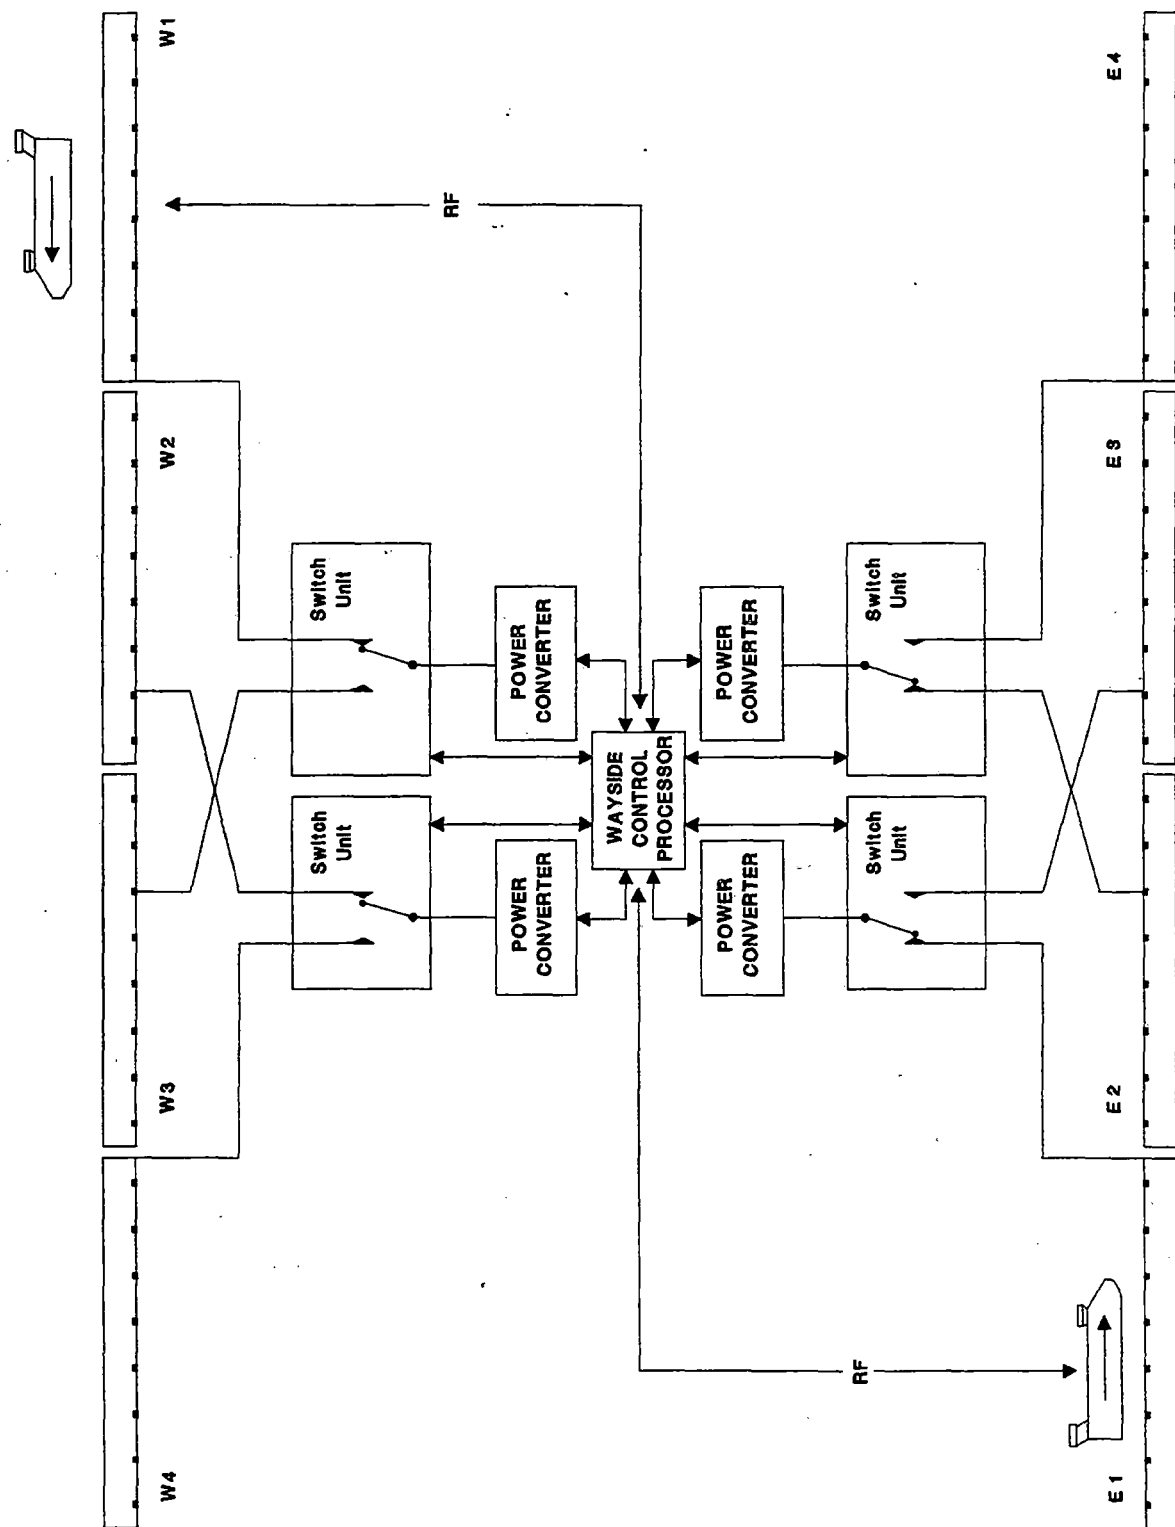 W1
W2
W3
W4
RF
Switch
Unit
Switch
Unit
POWER
CONVERTER
POWER
CONVERTER
WAYSIDE
CONTROL
PROCESSOR
POWER
CONVERTER
POWER
CONVERTER
Switch
Unit
Switch
Unit
RF
E4
E3
E2
E1